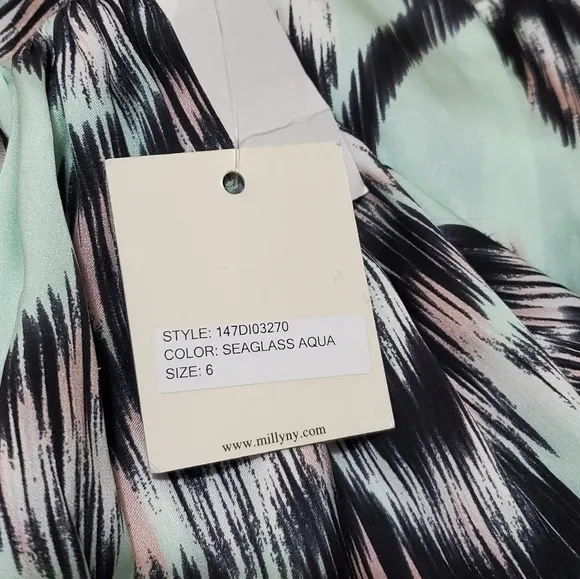 STYLE: 147DI03270
COLOR: SEAGLASS AQUA
SIZE: 6
www.millyny.com